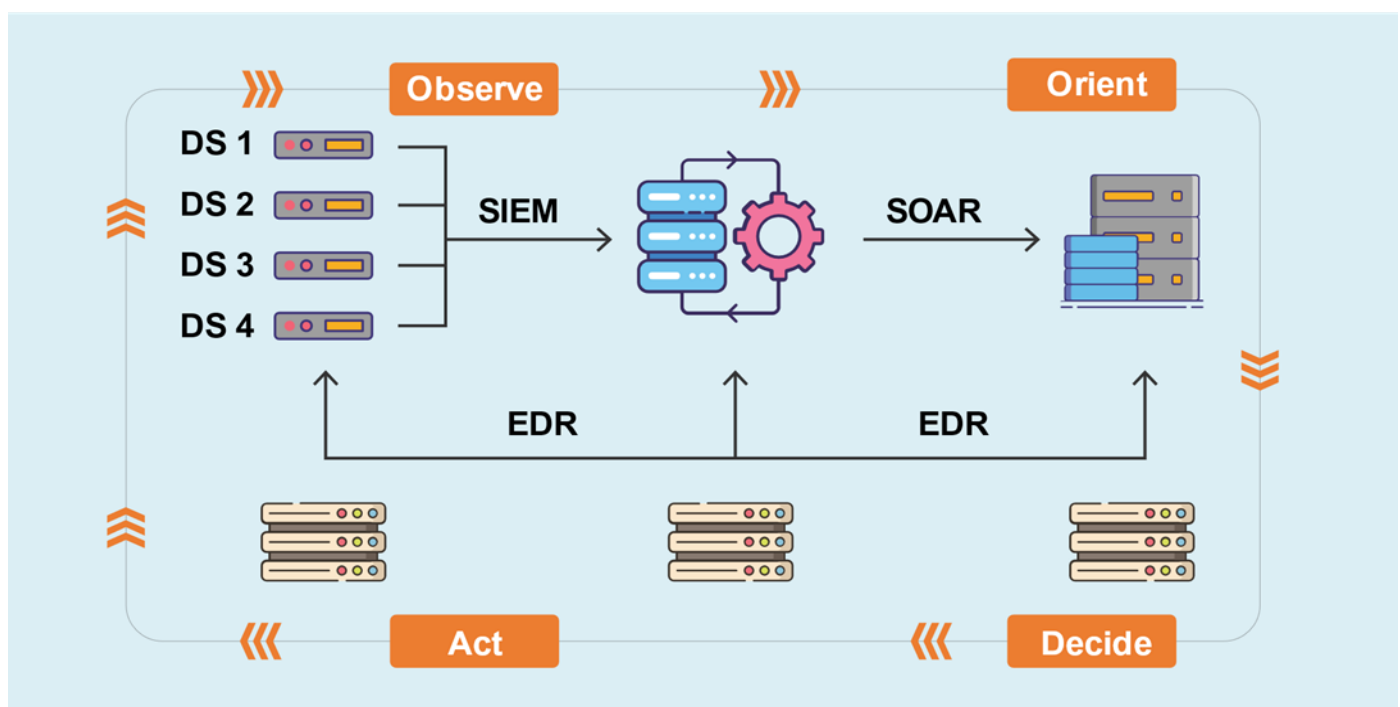 Observe
Orient
DS 1
DS 2
DS 3
DS 4
SIEM
SOAR
EDR
EDR
Act
Decide